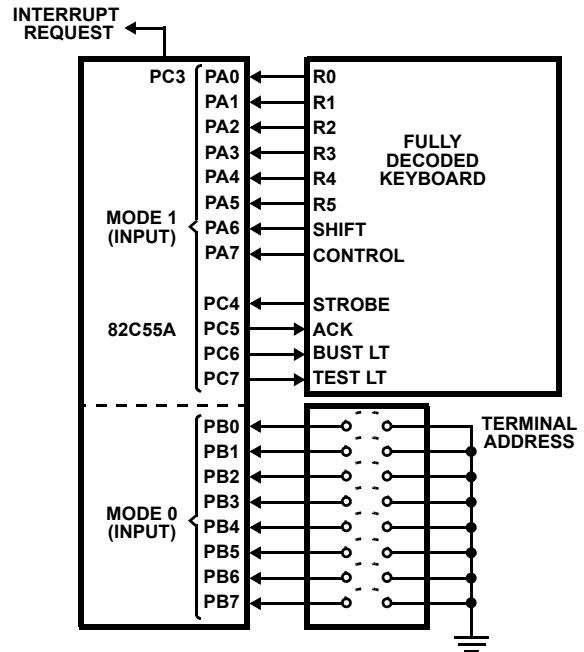 INTERRUPT
REQUEST
PC3 PA0 R0
PA1 R1
PA2 R2
PA3 R3
PA4 R4
PA5 R5
PA6 SHIFT
PA7 CONTROL
FULLY
DECODED
KEYBOARD
MODE 1
(INPUT)
PC4 STROBE
82C55A PC5 ACK
PC6 BUST LT
PC7 TEST LT
PB0
PB1
PB2
PB3
PB4
PB5
PB6
PB7
MODE 0
(INPUT)
TERMINAL
ADDRESS